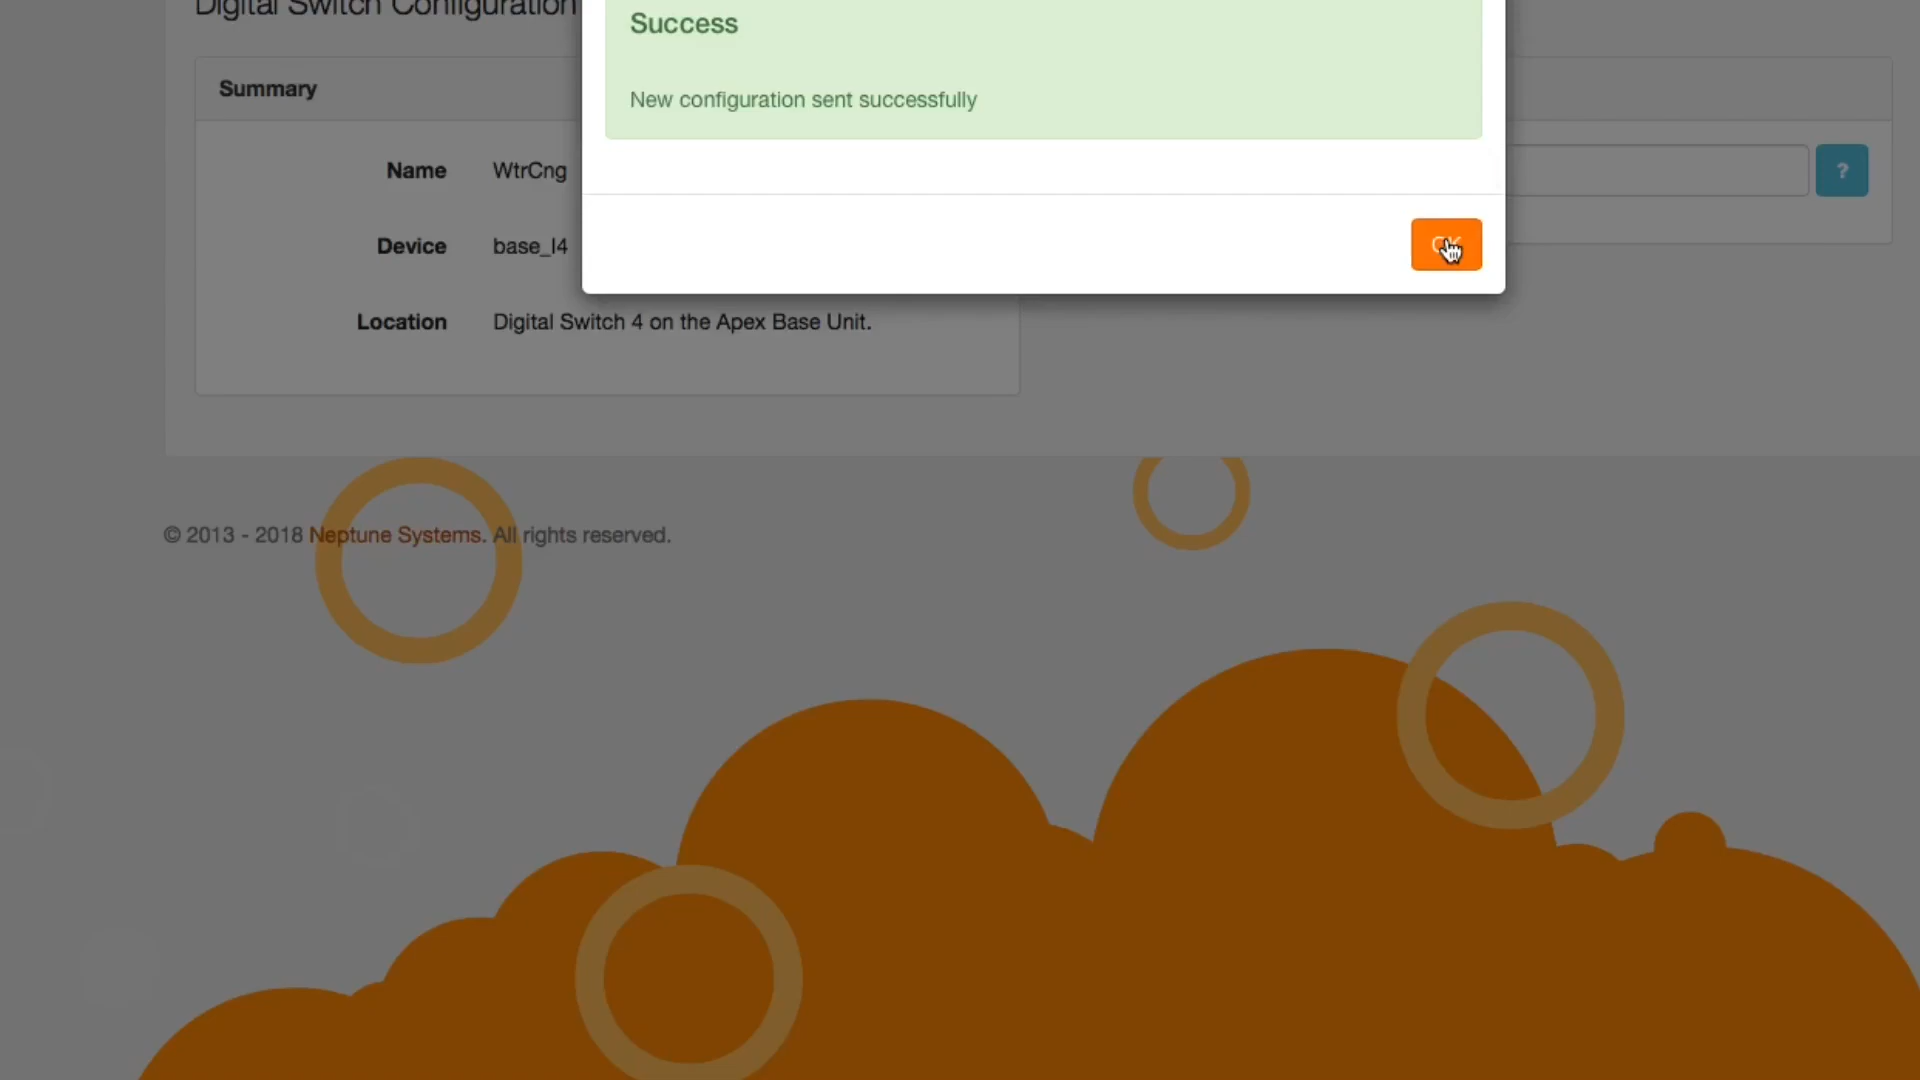 Digital Switch Configuration
Success
Summary
New configuration sent successfully
Name WtrCng
?
Device base_I4
Location Digital Switch 4 on the Apex Base Unit.
© 2013 - 2018 Neptune Systems. All rights reserved.